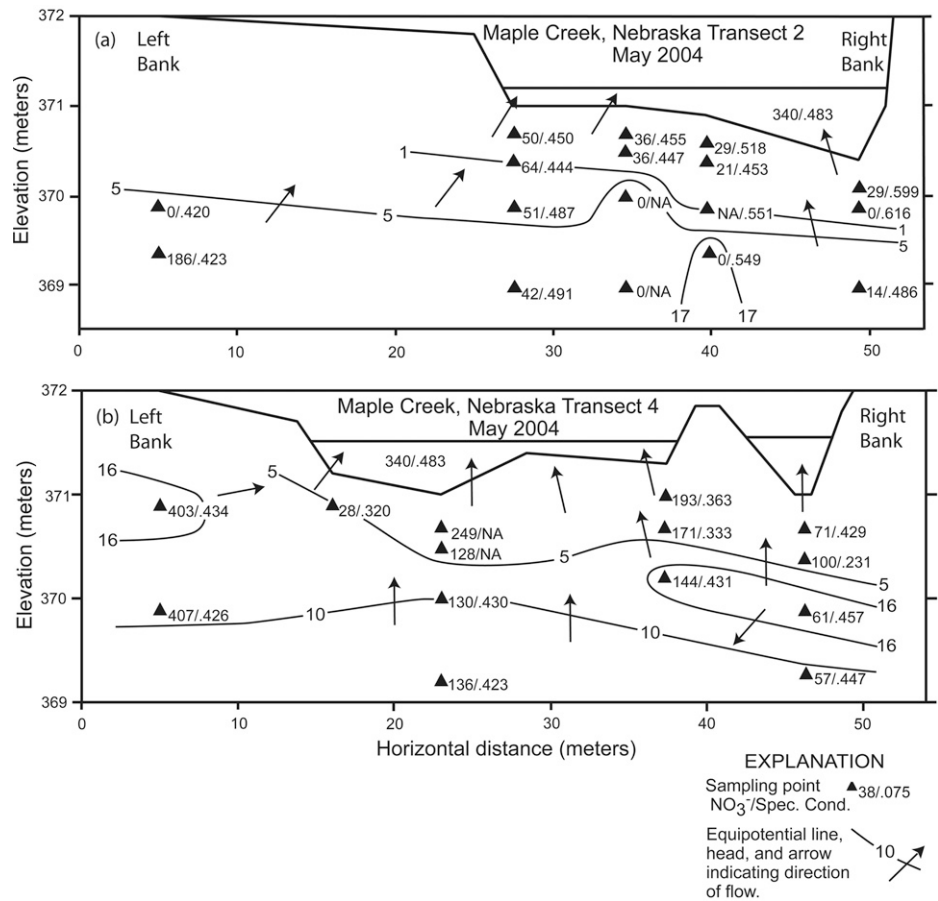 372
(a)
Left
Bank
Maple Creek, Nebraska Transect 2
May 2004
Right
Bank
371
340/.483
50/.450
36/.455
29/.518
1
64/.444
36/.447
21/.453
5
370
0/.420
5
51/.487
0/NA
NA/.551
29/.599
0/.616
1
5
186/.423
0/.549
369
42/.491
0/NA
17
17
14/.486
0
10
20
30
40
50
Elevation (meters)
372
(b)
Left
Bank
Maple Creek, Nebraska Transect 4
May 2004
Right
Bank
16
5
340/.483
371
403/.434
28/.320
193/.363
16
249/NA
171/.333
71/.429
128/NA
5
100/.231
5
144/.431
16
370
407/.426
10
130/.430
10
61/.457
16
136/.423
57/.447
369
0
10
20
30
40
50
Elevation (meters)
Horizontal distance (meters)
EXPLANATION
Sampling point
NO3-/Spec. Cond.
38/.075
Equipotential line,
head, and arrow
indicating direction
of flow.
10